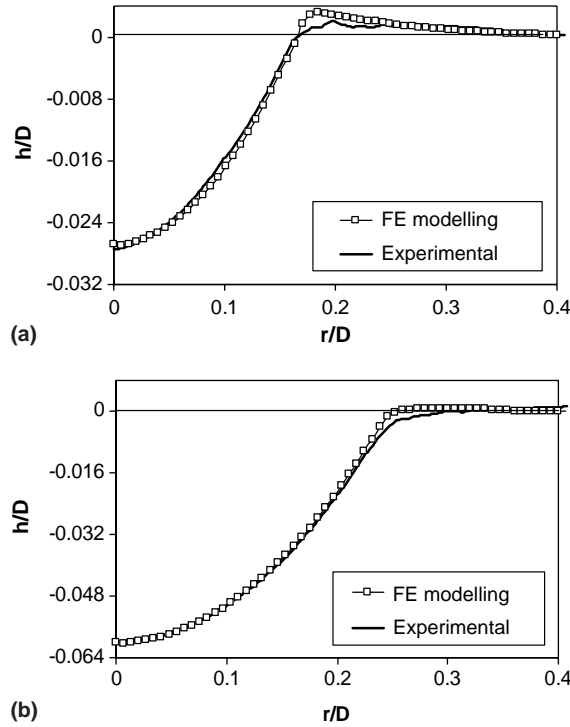 h/D
0
-0.008
-0.016
-0.024
-0.032
FE modelling
Experimental
0 0.1 0.2 0.3 0.4
(a)
r/D
h/D
0
-0.016
-0.032
-0.048
-0.064
FE modelling
Experimental
0 0.1 0.2 0.3 0.4
(b)
r/D